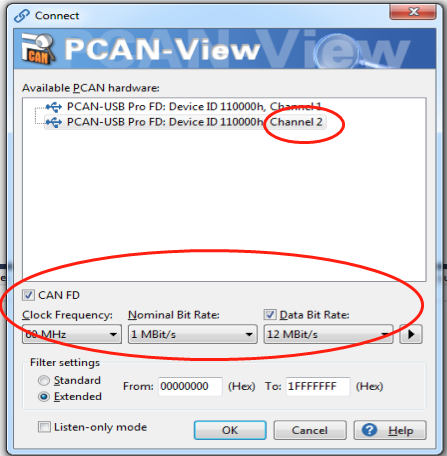 Connect
PCAN-View
Available PCAN hardware:
PCAN-USB Pro FD: Device ID 110000h, Channel 1
PCAN-USB Pro FD: Device ID 110000h, Channel 2
CAN FD
Clock Frequency: Nominal Bit Rate: Data Bit Rate:
60 MHz 1 MBit/s 12 MBit/s
Filter settings
Standard
From: 00000000 (Hex) To: 1FFFFFFF (Hex)
Extended
Listen-only mode OK Cancel Help